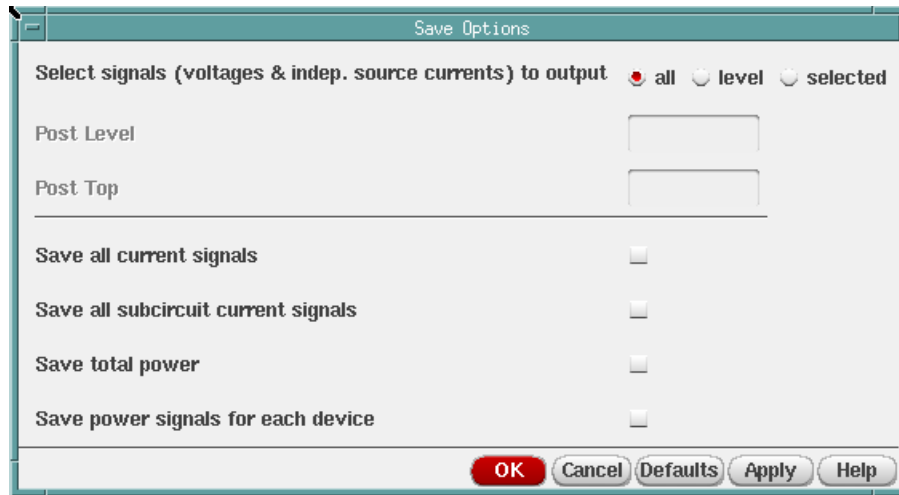 Save Options
Select signals (voltages & indep. source currents) to output all level selected
Post Level
Post Top
Save all current signals
Save all subcircuit current signals
Save total power
Save power signals for each device
OK Cancel Defaults Apply Help